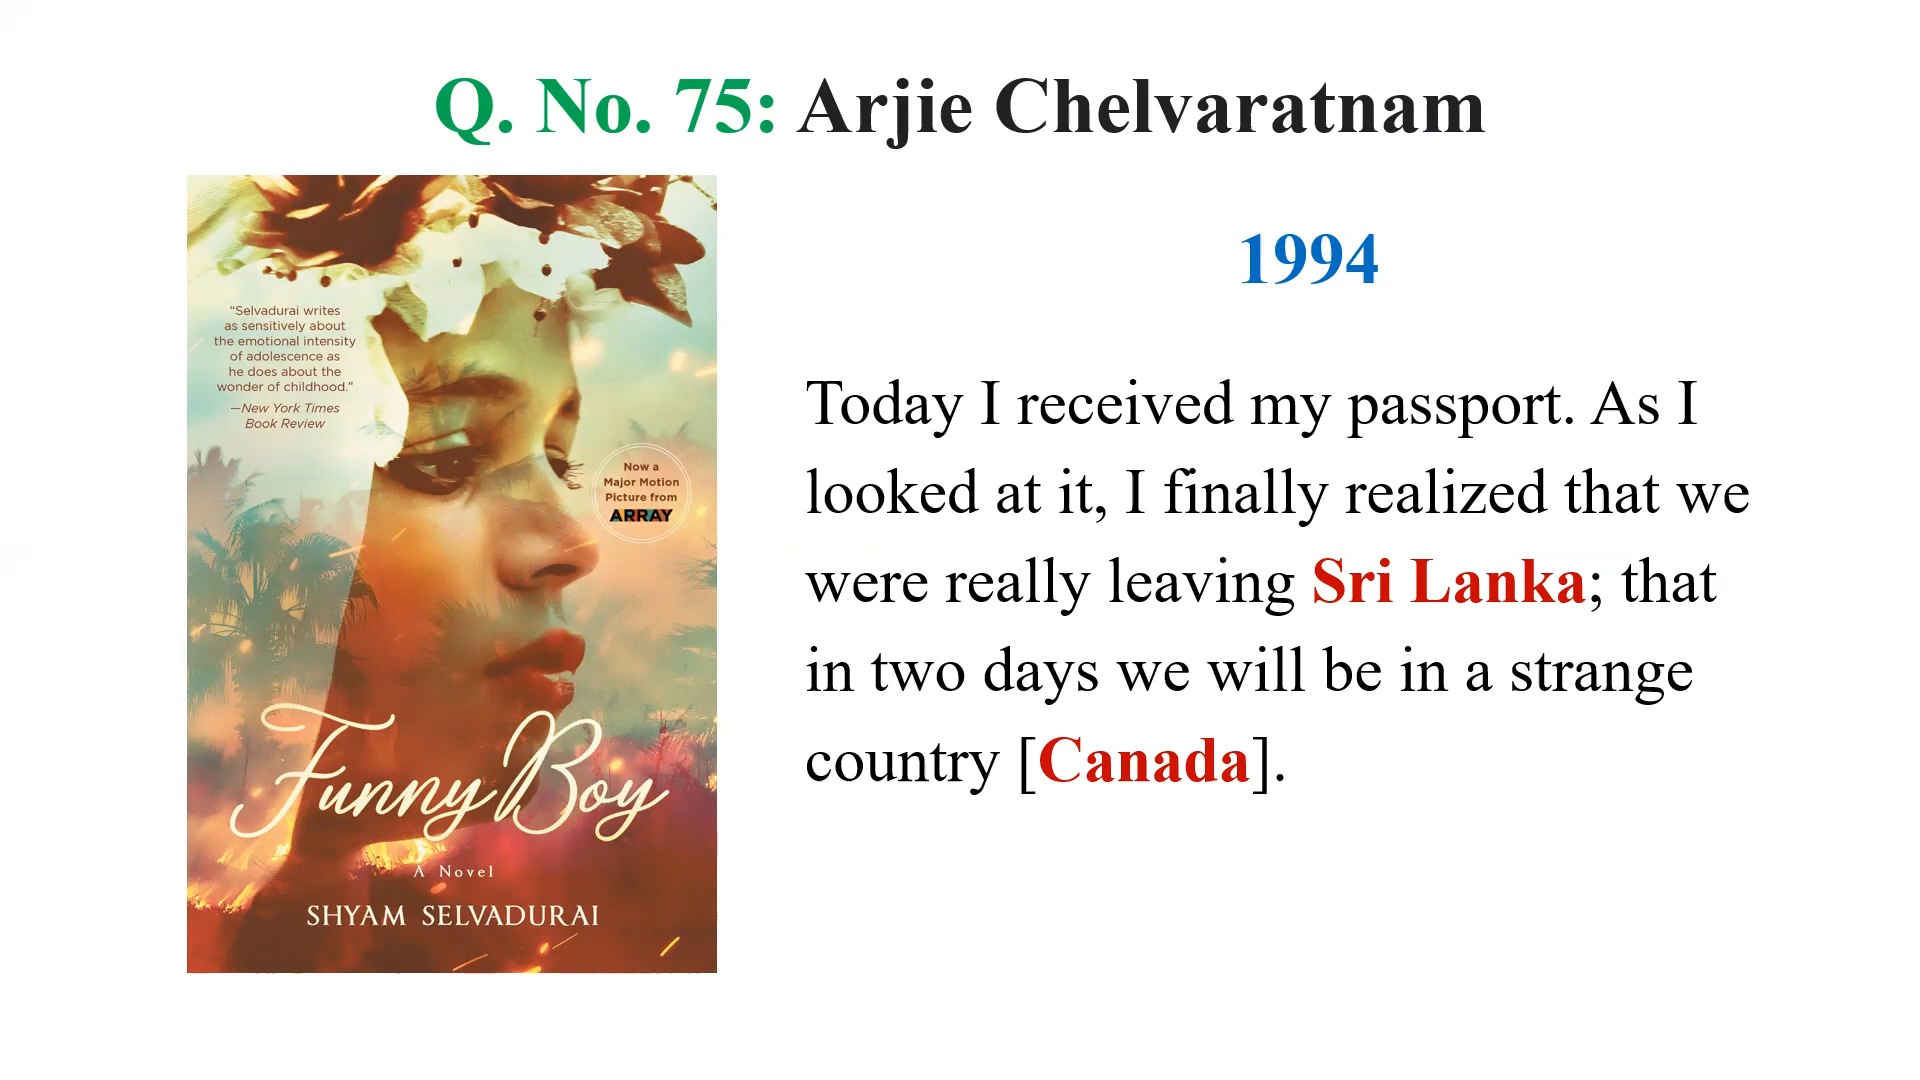 Q. No. 75: Arjie Chelvaratnam
“Selvadurai writes
as sensitively about
the emotional intensity
of adolescence as
he does about the
wonder of childhood.”
—New York Times
Book Review
Now a
Major Motion
Picture from
ARRAY
Funny Boy
A Novel
SHYAM SELVADURAI
1994
Today I received my passport. As I
looked at it, I finally realized that we
were really leaving Sri Lanka; that
in two days we will be in a strange
country [Canada].